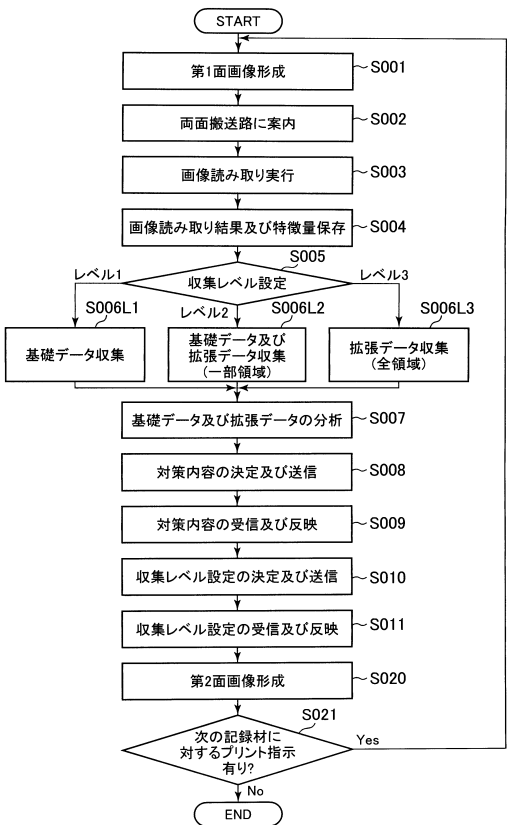 START
第1面画像形成
S001
両面搬送路に案内
S002
画像読み取り実行
S003
画像読み取り結果及び特徴量保存
S004
S005
レベル1
収集レベル設定
レベル3
レベル2
S006L1
S006L2
S006L3
基礎データ収集
基礎データ及び
拡張データ収集
(一部領域)
拡張データ収集
(全領域)
基礎データ及び拡張データの分析
S007
対策内容の決定及び送信
S008
対策内容の受信及び反映
S009
収集レベル設定の決定及び送信
S010
収集レベル設定の受信及び反映
S011
第2面画像形成
S020
S021
次の記録材に
対するプリント指示
有り?
Yes
No
END